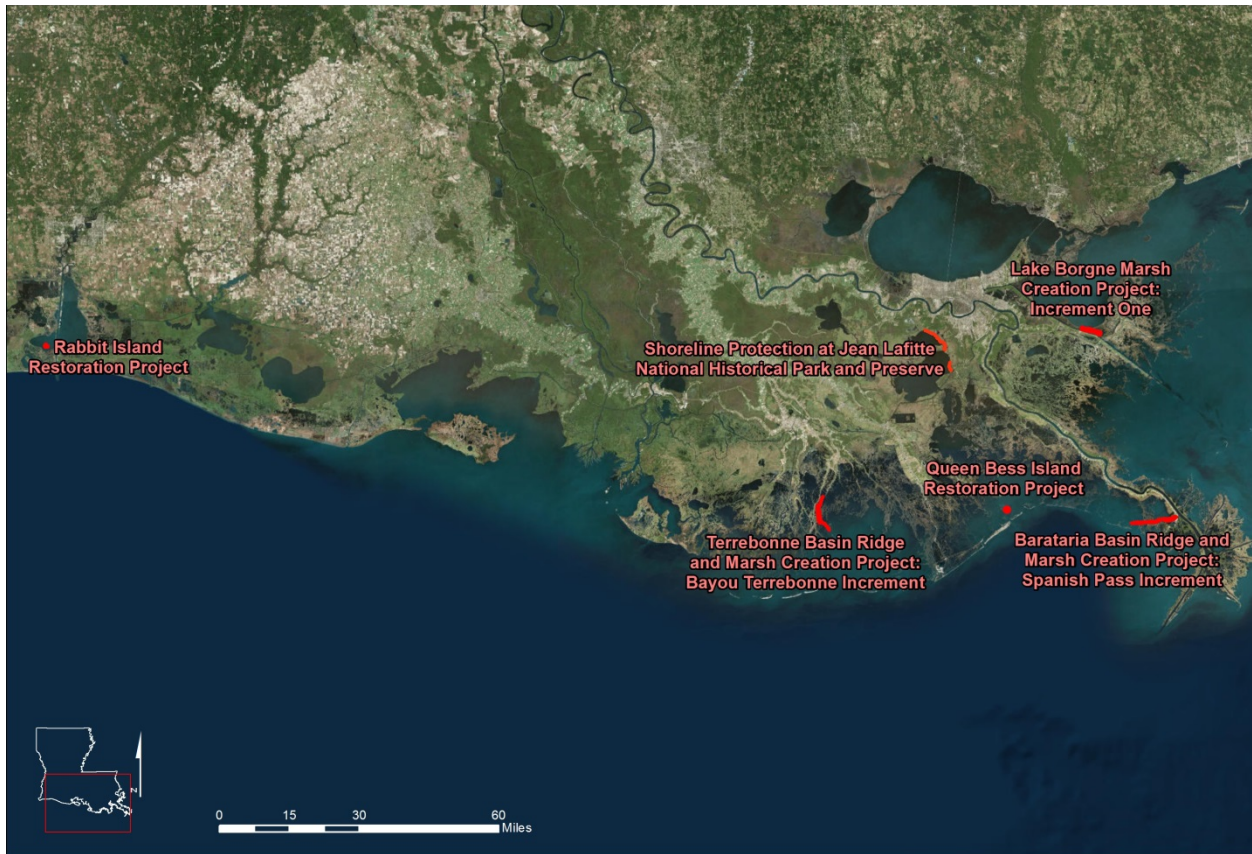 Lake Borgne Marsh
Creation Project:
Increment One
Rabbit Island
Restoration Project
Shoreline Protection at Jean Lafitte
National Historical Park and Preserve
Queen Bess Island
Restoration Project
Terrebonne Basin Ridge
and Marsh Creation Project:
Bayou Terrebonne Increment
Barataria Basin Ridge and
Marsh Creation Project:
Spanish Pass Increment
N
0 15 30 60
Miles